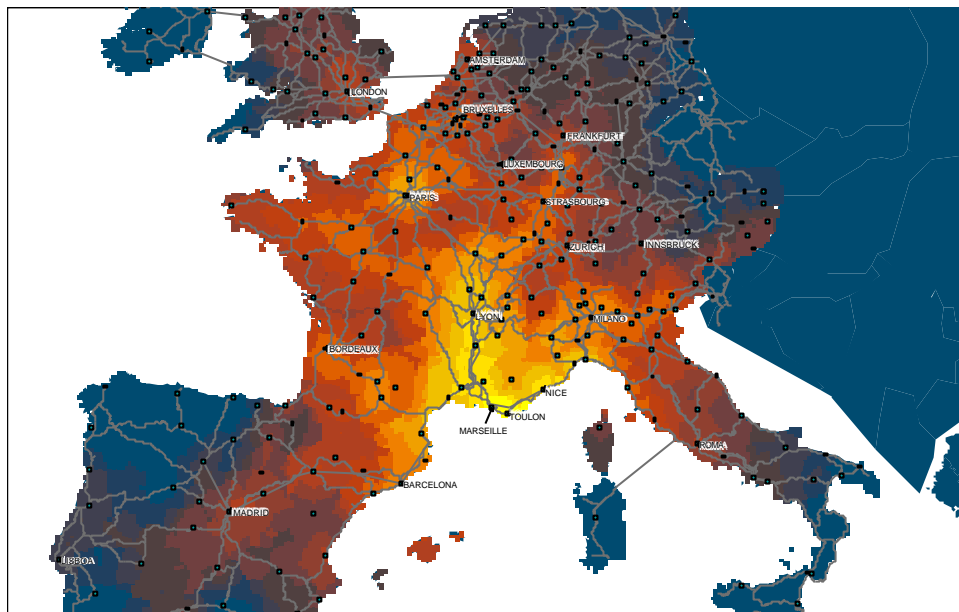 AMSTERDAM
LONDON
BRUXELLES
FRANKFURT
LUXEMBOURG
PARIS
STRASBOURG
ZURICH
INNSBRUCK
LYON
MILANO
BORDEAUX
NICE
TOULON
MARSEILLE
ROMA
BARCELONA
MADRID
LISBOA